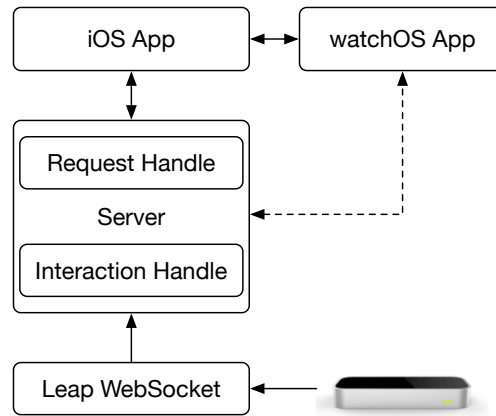 iOS App
watchOS App
Request Handle
Server
Interaction Handle
Leap WebSocket